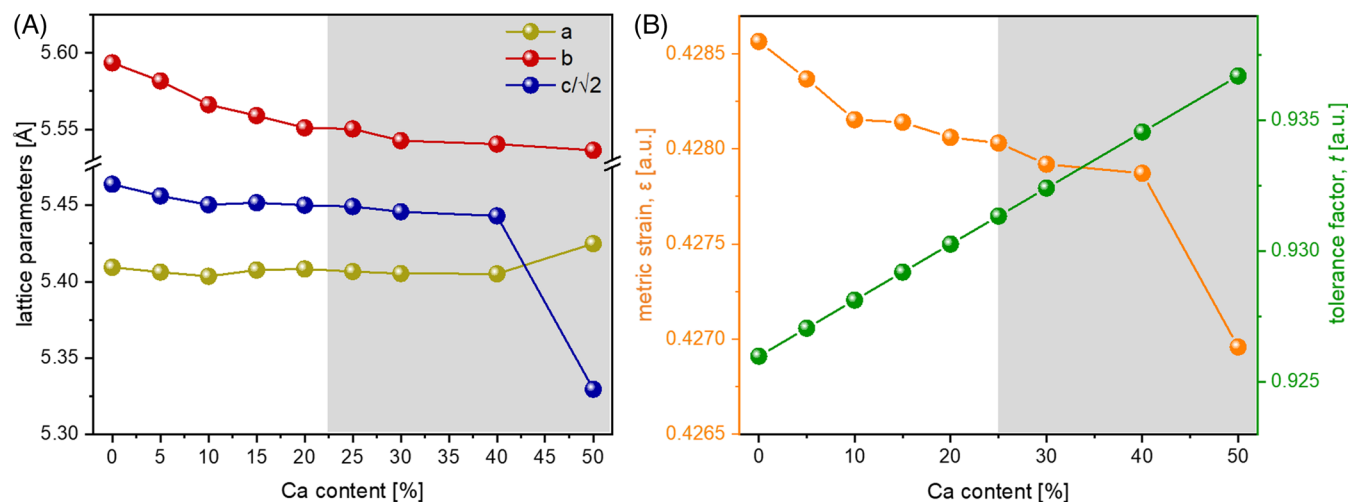 (A)
a
b
c/√2
lattice parameters [Å]
5.60
5.55
5.45
5.40
5.35
5.30
0 5 10 15 20 25 30 35 40 45 50
Ca content [%]
(B)
metric strain, ε [a.u.]
0.4285
0.4280
0.4275
0.4270
0.4265
0 10 20 30 40 50
Ca content [%]
0.935
0.930
0.925
tolerance factor, t [a.u.]